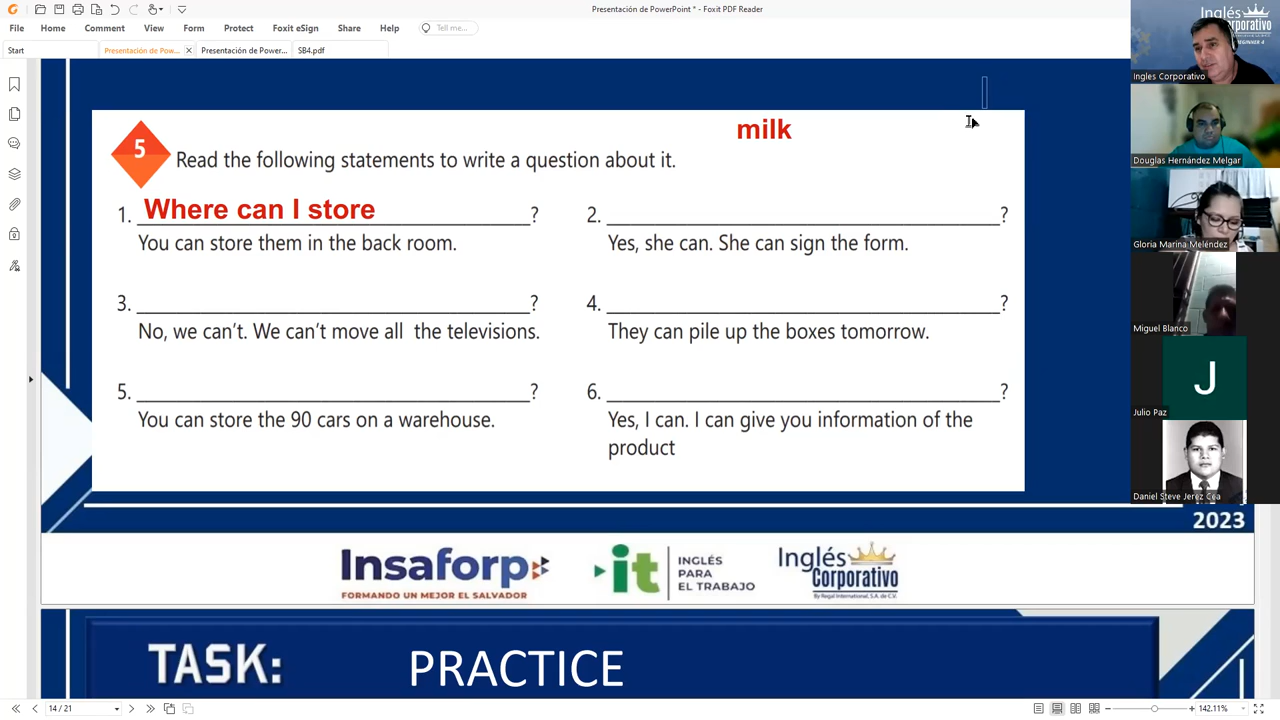 Presentación de PowerPoint * - Foxit PDF Reader
File Home Comment View Form Protect Foxit eSign Share Help Tell me...
Start Presentación de Pow... Presentación de Power... SB4.pdf
milk
5
Read the following statements to write a question about it.
1. Where can I store ?
You can store them in the back room.
2. ?
Yes, she can. She can sign the form.
3. ?
No, we can't. We can't move all the televisions.
4. ?
They can pile up the boxes tomorrow.
5. ?
You can store the 90 cars on a warehouse.
6. ?
Yes, I can. I can give you information of the
product
2023
Insaforp
FORMANDO UN MEJOR EL SALVADOR
it
INGLÉS
PARA
EL TRABAJO
Inglés
Corporativo
By Regal International, S.A. de C.V.
TASK: PRACTICE
Inglés
Corporativo
BEGINNER 4
Ingles Corporativo
Douglas Hernández Melgar
Gloria Marina Meléndez
Miguel Blanco
J
Julio Paz
Daniel Steve Jerez Cea
14 / 21
142.11%